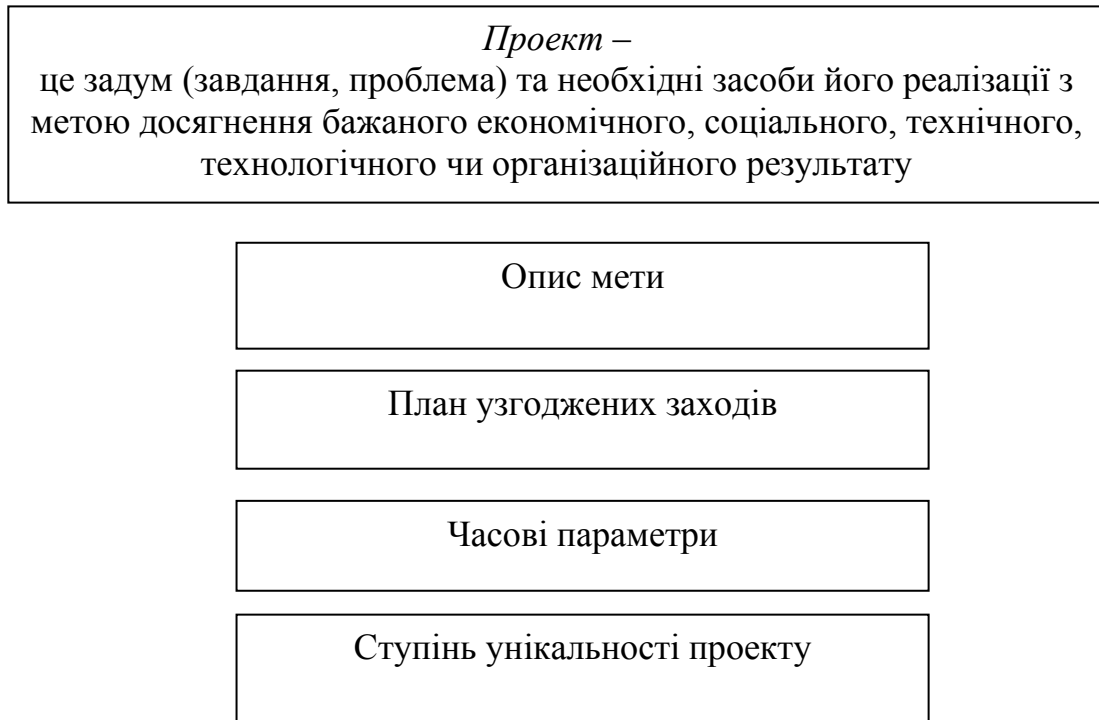 Проект –
це задум (завдання, проблема) та необхідні засоби його реалізації з
метою досягнення бажаного економічного, соціального, технічного,
технологічного чи організаційного результату
Опис мети
План узгоджених заходів
Часові параметри
Ступінь унікальності проекту